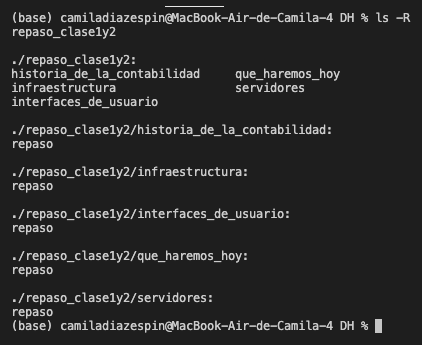 (base) camiladiazespin@MacBook-Air-de-Camila-4 DH % ls -R
repaso_clase1y2

./repaso_clase1y2:
historia_de_la_contabilidad     que_haremos_hoy
infraestructura                 servidores
interfaces_de_usuario

./repaso_clase1y2/historia_de_la_contabilidad:
repaso

./repaso_clase1y2/infraestructura:
repaso

./repaso_clase1y2/interfaces_de_usuario:
repaso

./repaso_clase1y2/que_haremos_hoy:
repaso

./repaso_clase1y2/servidores:
repaso
(base) camiladiazespin@MacBook-Air-de-Camila-4 DH %